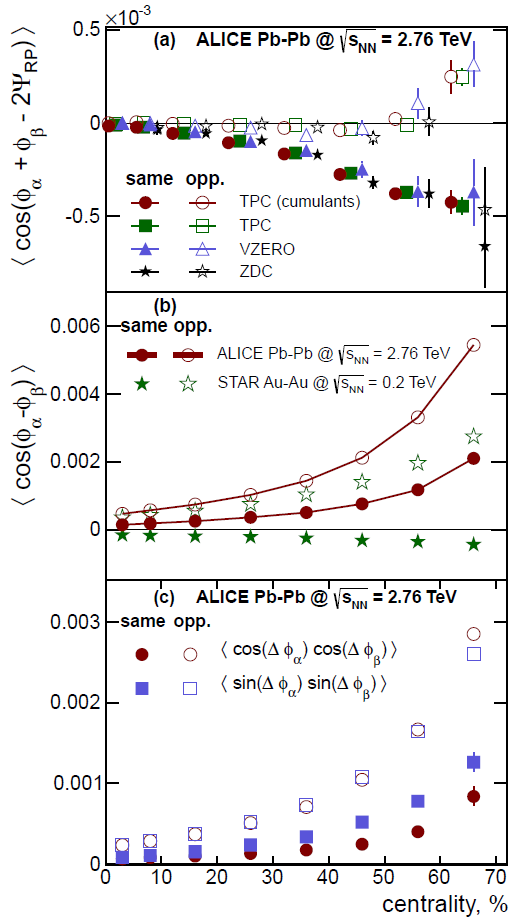 ×10⁻³
(a) ALICE Pb-Pb @ √sNN = 2.76 TeV
0.5
0
-0.5
⟨ cos(ϕα + ϕβ - 2ΨRP) ⟩
same opp.
TPC (cumulants)
TPC
VZERO
ZDC
(b)
same opp.
ALICE Pb-Pb @ √sNN = 2.76 TeV
STAR Au-Au @ √sNN = 0.2 TeV
0.006
0.004
0.002
0
⟨ cos(ϕα-ϕβ) ⟩
(c) ALICE Pb-Pb @ √sNN = 2.76 TeV
same opp.
⟨ cos(Δ ϕα) cos(Δ ϕβ) ⟩
⟨ sin(Δ ϕα) sin(Δ ϕβ) ⟩
0.003
0.002
0.001
0
0 10 20 30 40 50 60 70
centrality, %